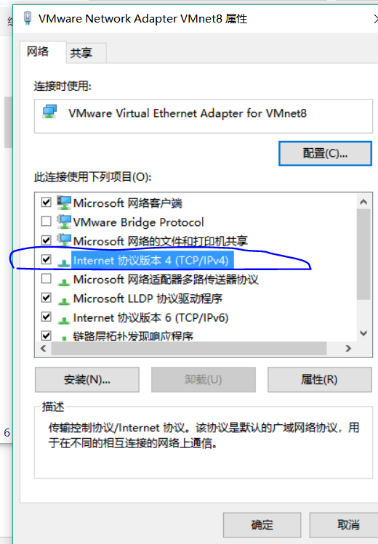 VMware Network Adapter VMnet8 属性
网络
共享
连接时使用:
VMware Virtual Ethernet Adapter for VMnet8
配置(C)...
此连接使用下列项目(O):
Microsoft 网络客户端
VMware Bridge Protocol
Microsoft 网络的文件和打印机共享
Internet 协议版本 4 (TCP/IPv4)
Microsoft 网络适配器多路传送器协议
Microsoft LLDP 协议驱动程序
Internet 协议版本 6 (TCP/IPv6)
链路层拓扑发现响应程序
安装(N)...
卸载(U)
属性(R)
描述
传输控制协议/Internet 协议。该协议是默认的广域网络协议，用
于在不同的相互连接的网络上通信。
6
确定
取消